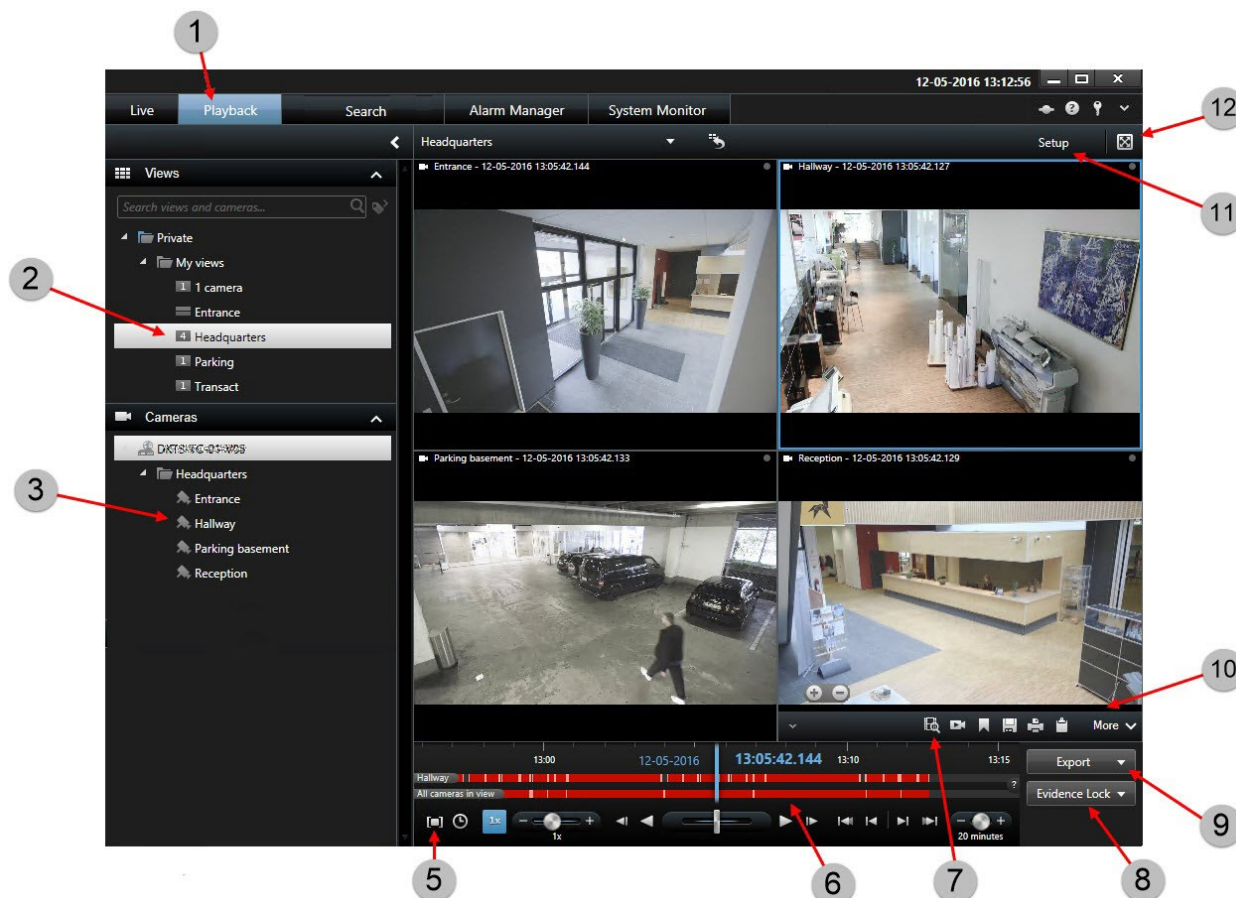 1
12-05-2016 13:12:56
Live Playback Search Alarm Manager System Monitor
12
Headquarters Setup
11
Views
Entrance - 12-05-2016 13:05:42.144
Hallway - 12-05-2016 13:05:42.127
Search views and cameras...
Private
2
My views
1 1 camera
Entrance
4 Headquarters
1 Parking
1 Transact
Cameras
3
Headquarters
Entrance
Hallway
Parking basement
Reception
Parking basement - 12-05-2016 13:05:42.133
Reception - 12-05-2016 13:05:42.129
10
More
13:00 12-05-2016 13:05:42.144 13:10 13:15
Hallway
All cameras in view
?
1x
1x
20 minutes
Export
Evidence Lock
9
5
6
7
8